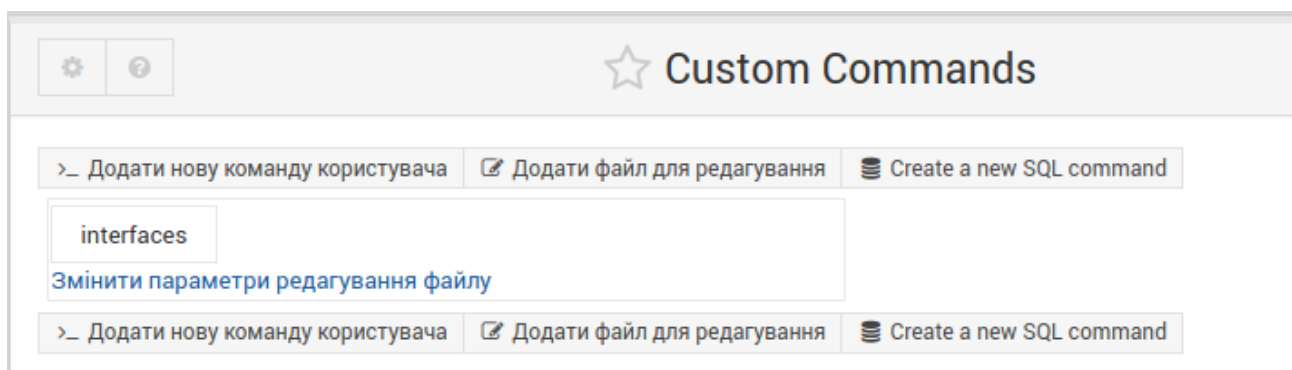 Custom Commands
>_ Додати нову команду користувача Додати файл для редагування Create a new SQL command
interfaces
Змінити параметри редагування файлу
>_ Додати нову команду користувача Додати файл для редагування Create a new SQL command